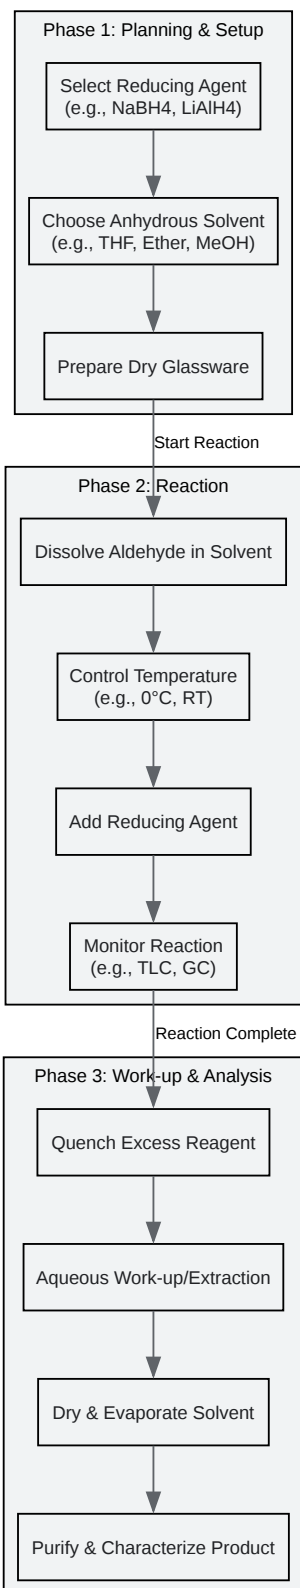 Phase 1: Planning & Setup
Select Reducing Agent
(e.g., NaBH4, LiAlH4)
Choose Anhydrous Solvent
(e.g., THF, Ether, MeOH)
Prepare Dry Glassware
Start Reaction
Phase 2: Reaction
Dissolve Aldehyde in Solvent
Control Temperature
(e.g., 0°C, RT)
Add Reducing Agent
Monitor Reaction
(e.g., TLC, GC)
Reaction Complete
Phase 3: Work-up & Analysis
Quench Excess Reagent
Aqueous Work-up/Extraction
Dry & Evaporate Solvent
Purify & Characterize Product